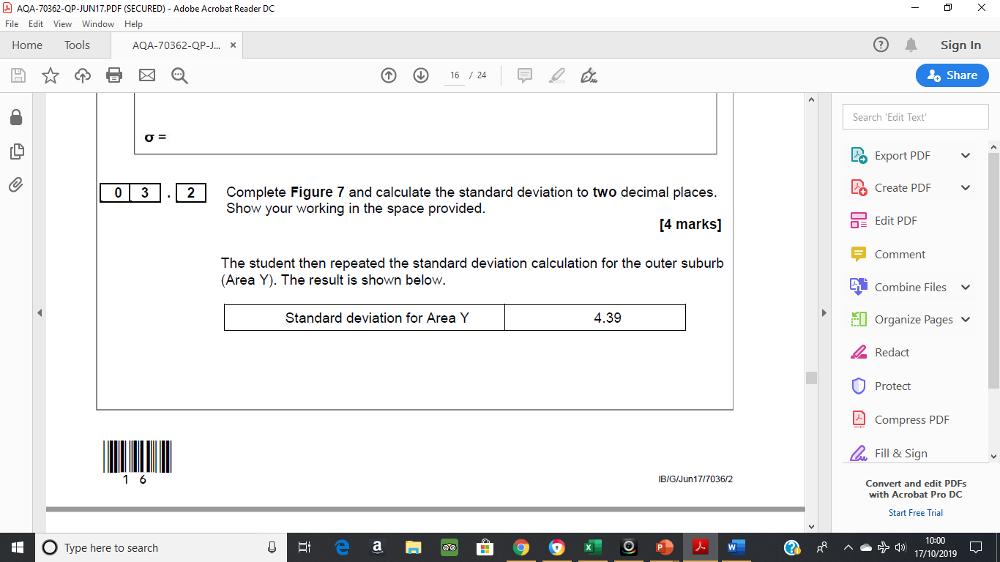 AQA-70362-QP-JUN17.PDF (SECURED) - Adobe Acrobat Reader DC
File Edit View Window Help
Home Tools AQA-70362-QP-J... × Sign In
16 / 24 Share
σ =
Search 'Edit Text'
Export PDF
0 3 . 2 Complete Figure 7 and calculate the standard deviation to two decimal places.
Show your working in the space provided.
[4 marks]
Create PDF
Edit PDF
Comment
The student then repeated the standard deviation calculation for the outer suburb
(Area Y). The result is shown below.
Combine Files
Standard deviation for Area Y 4.39
Organize Pages
Redact
Protect
Compress PDF
Fill & Sign
1 6
IB/G/Jun17/7036/2
Convert and edit PDFs
with Acrobat Pro DC
Start Free Trial
Type here to search
10:00
17/10/2019